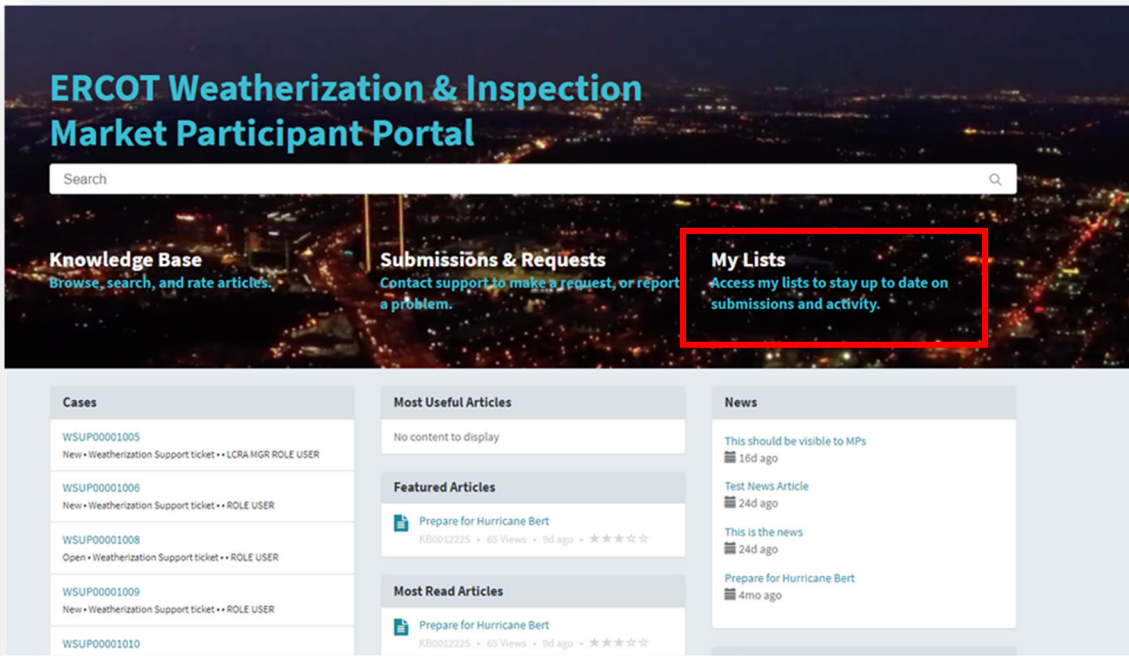 ERCOT Weatherization & Inspection
Market Participant Portal
Search
Knowledge Base
Browse, search, and rate articles.
Submissions & Requests
Contact support to make a request, or report
a problem.
My Lists
Access my lists to stay up to date on
submissions and activity.
Cases
WSUP00001005
New • Weatherization Support ticket • • LCRA MGR ROLE USER
WSUP00001006
New • Weatherization Support ticket • • ROLE USER
WSUP00001008
Open • Weatherization Support ticket • • ROLE USER
WSUP00001009
New • Weatherization Support ticket • • ROLE USER
WSUP00001010
Most Useful Articles
No content to display
Featured Articles
Prepare for Hurricane Bert
KB0012225 • 65 Views • 9d ago • ★★★☆☆
Most Read Articles
Prepare for Hurricane Bert
KB0012225 • 65 Views • 9d ago • ★★★☆☆
News
This should be visible to MPs
16d ago
Test News Article
24d ago
This is the news
24d ago
Prepare for Hurricane Bert
4mo ago